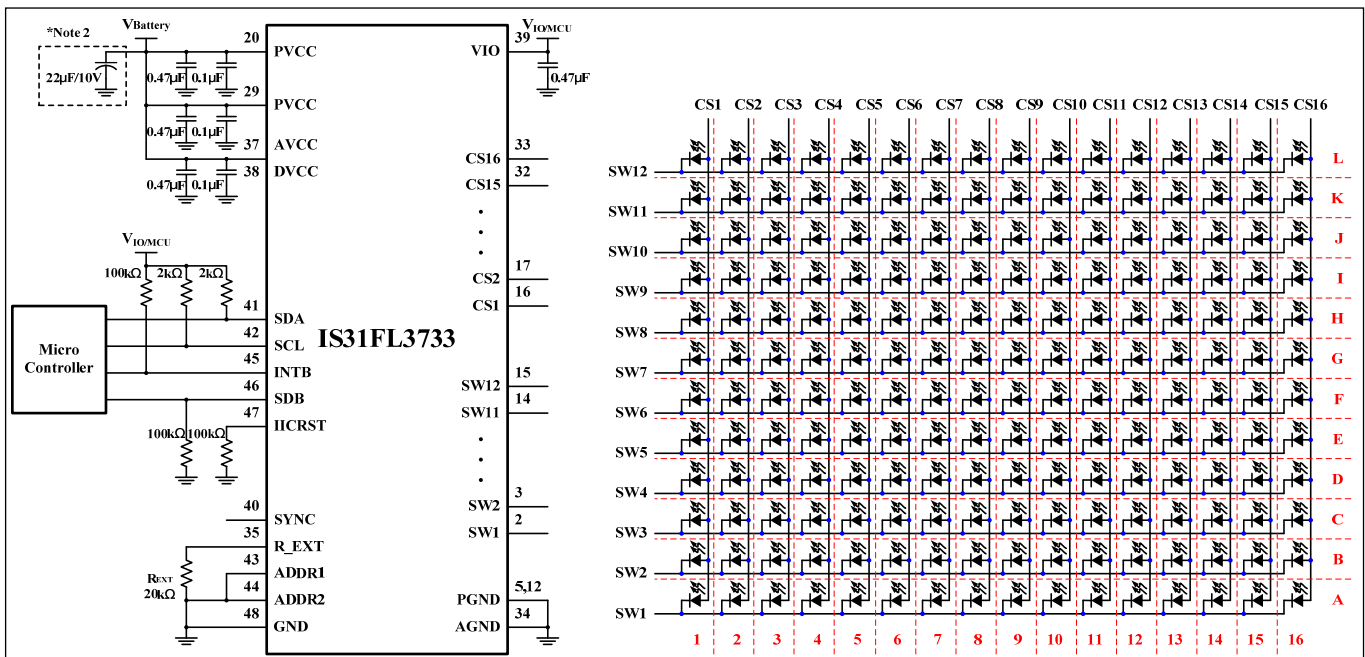 *Note 2
22μF/10V
VBattery
20
PVCC
0.47μF 0.1μF
29
PVCC
0.47μF 0.1μF
37
AVCC
38
DVCC
0.47μF 0.1μF
VIO/MCU
100kΩ 2kΩ 2kΩ
Micro
Controller
41
SDA
42
SCL
45
INTB
46
SDB
47
IICRST
100kΩ 100kΩ
40
SYNC
35
R_EXT
43
ADDR1
44
ADDR2
48
GND
REXT
20kΩ
IS31FL3733
VIO/MCU
39
VIO
0.47μF
33
CS16
32
CS15
17
CS2
16
CS1
15
SW12
14
SW11
3
SW2
2
SW1
5,12
PGND
34
AGND
CS1 CS2 CS3 CS4 CS5 CS6 CS7 CS8 CS9 CS10 CS11 CS12 CS13 CS14 CS15 CS16
SW12 L
SW11 K
SW10 J
SW9 I
SW8 H
SW7 G
SW6 F
SW5 E
SW4 D
SW3 C
SW2 B
SW1 A
1 2 3 4 5 6 7 8 9 10 11 12 13 14 15 16